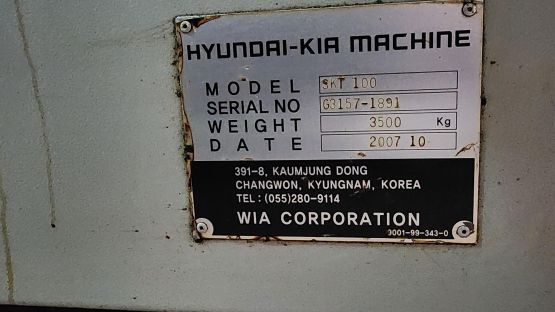 HYUNDAI-KIA MACHINE
MODEL SKT 100
SERIAL NO G3157-1891
WEIGHT 3500 Kg
DATE 2007 10
391-8, KAUMJUNG DONG
CHANGWON, KYUNGNAM, KOREA
TEL : (055)280-9114
WIA CORPORATION
9001-99-343-0